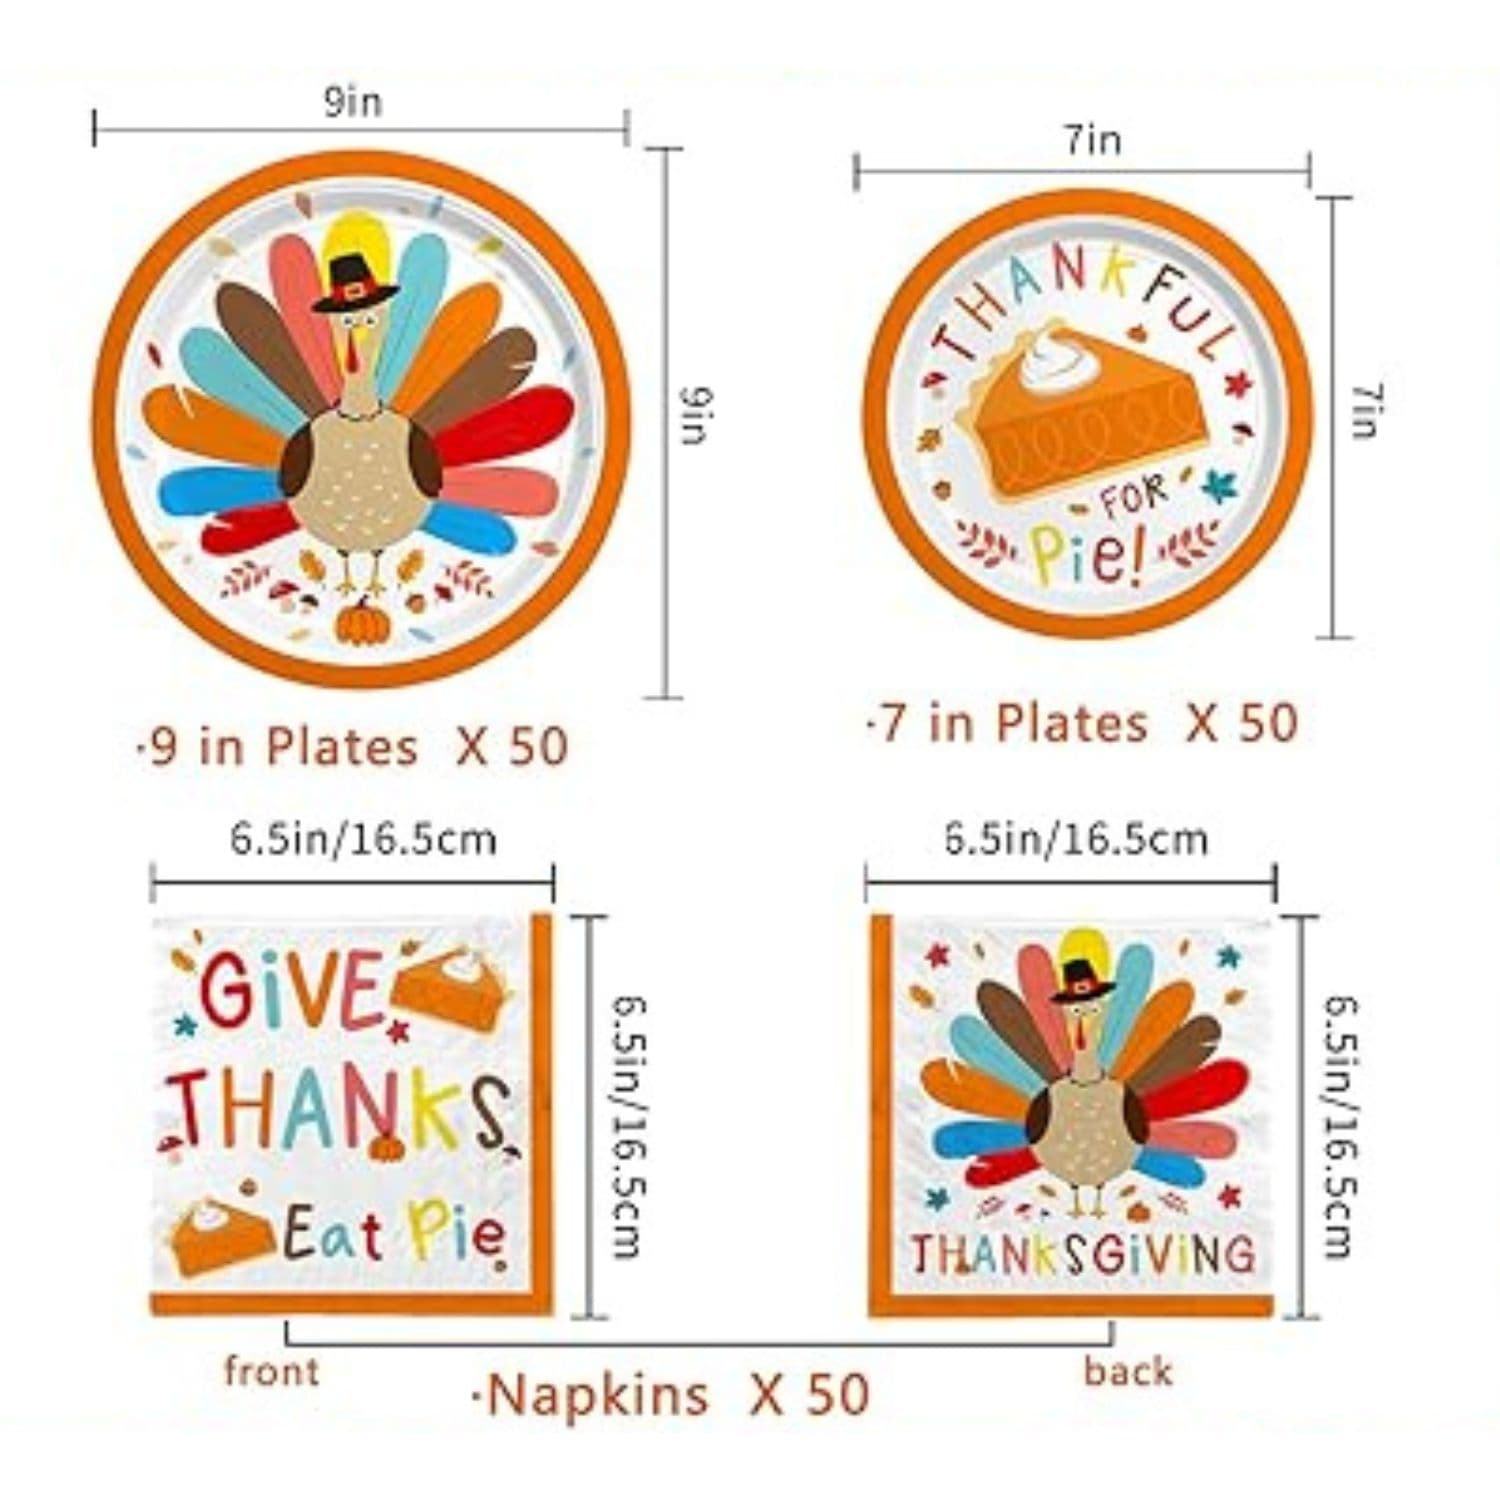 9in
9in
·9 in Plates X 50
7in
7in
THANKFUL
FOR
Pie!
·7 in Plates X 50
6.5in/16.5cm
6.5in/16.5cm
GiVE
THANKS
Eat Pie
front
6.5in/16.5cm
6.5in/16.5cm
THANKSGiViNG
back
·Napkins X 50